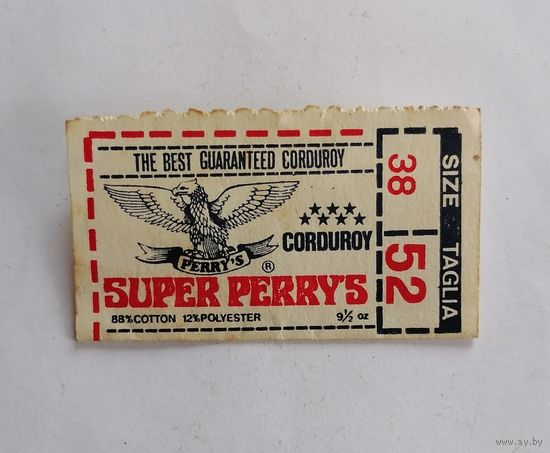 THE BEST GUARANTEED CORDUROY
PERRY'S
®
CORDUROY
SUPER PERRY'S
88%COTTON 12%POLYESTER
9½ oz
38
52
SIZE TAGLIA
www.ay.by